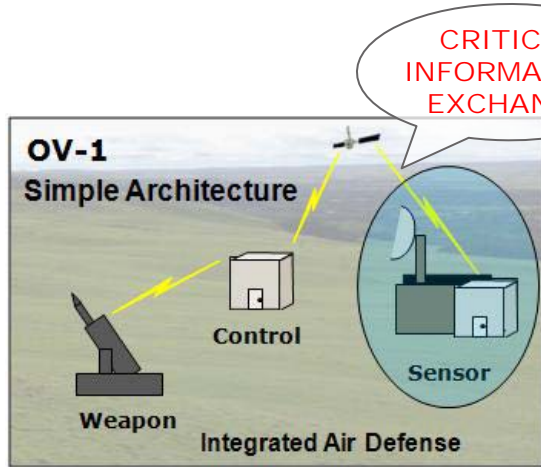 CRITIC
INFORMA
EXCHAN
OV-1
Simple Architecture
Control
Sensor
Weapon
Integrated Air Defense